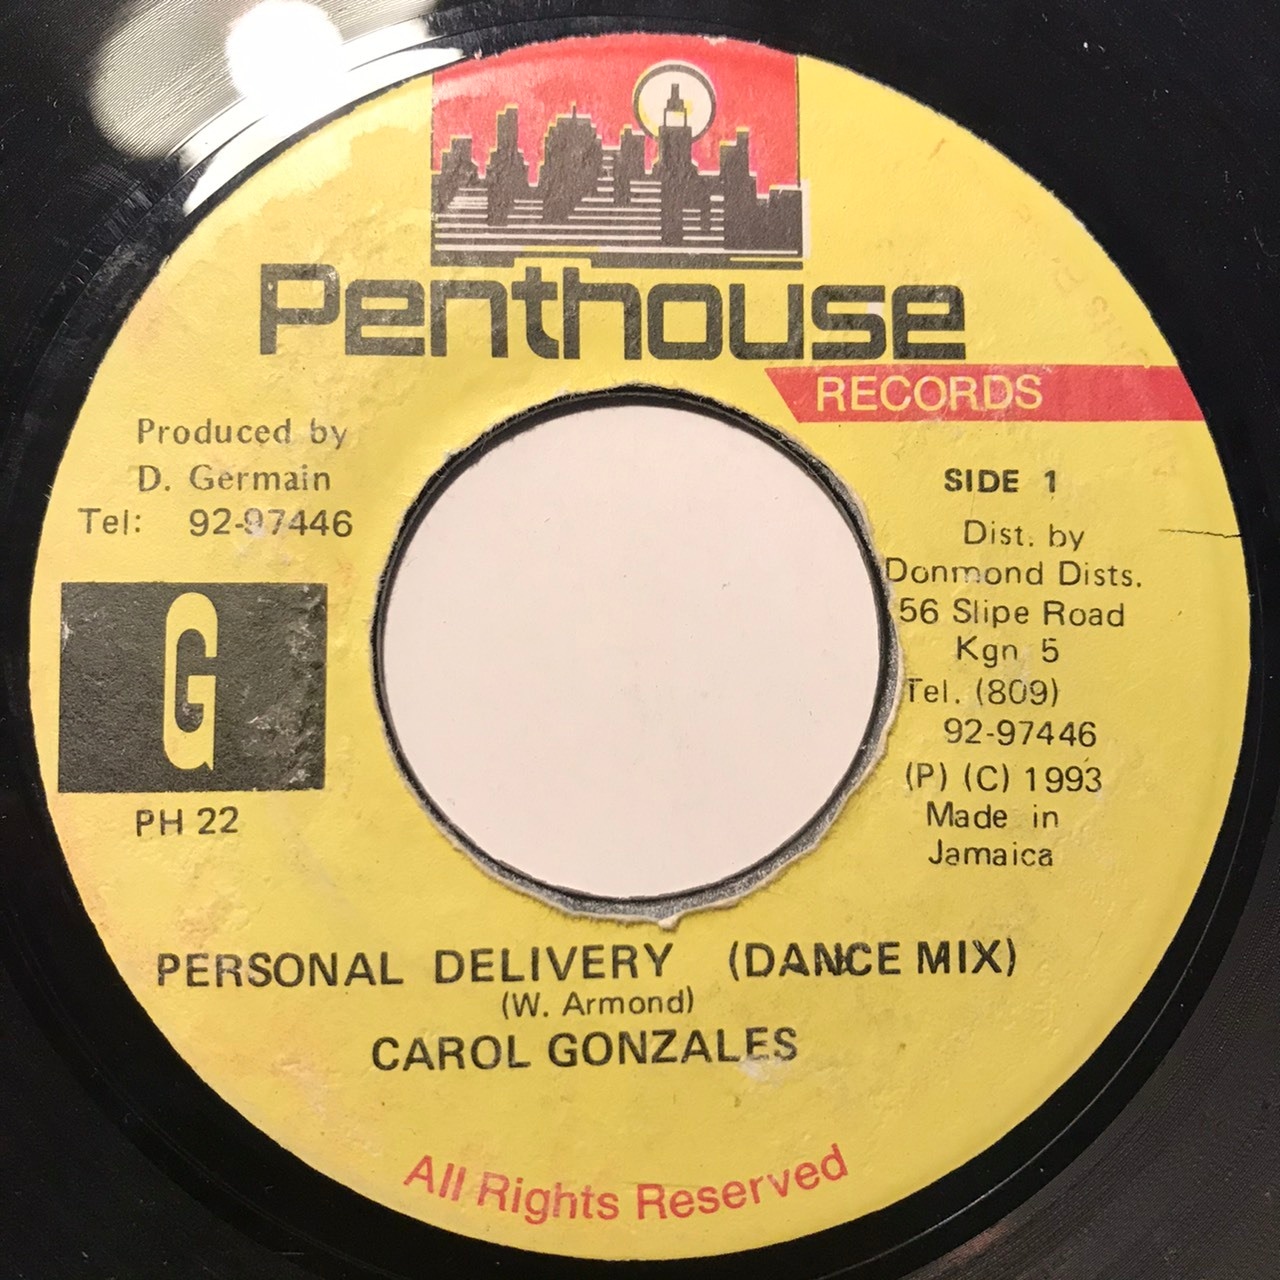 Penthouse
RECORDS
Produced by
D. Germain
Tel: 92-97446
G
PH 22
SIDE 1
Dist. by
Donmond Dists.
56 Slipe Road
Kgn 5
Tel. (809)
92-97446
(P) (C) 1993
Made in
Jamaica
PERSONAL DELIVERY (DANCE MIX)
(W. Armond)
CAROL GONZALES
All Rights Reserved